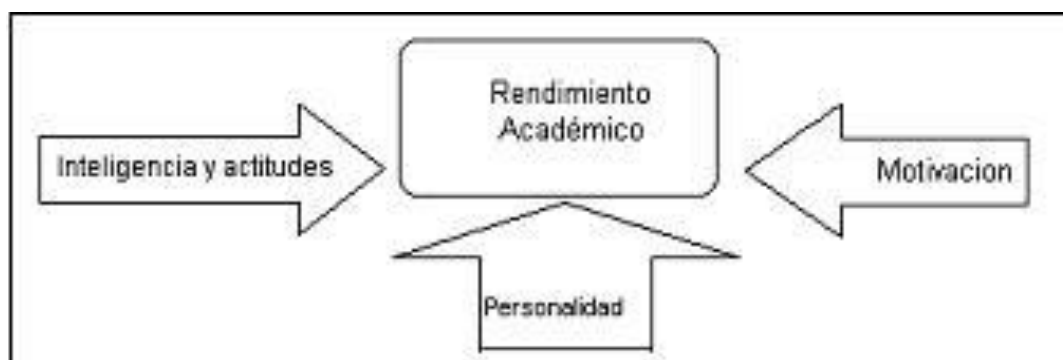 Rendimiento
Académico
Inteligencia y actitudes
Motivacion
Personalidad